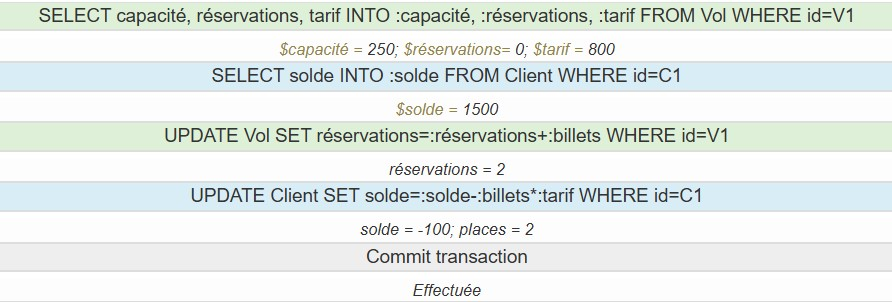 SELECT capacité, réservations, tarif INTO :capacité, :réservations, :tarif FROM Vol WHERE id=V1
$capacité = 250; $réservations= 0; $tarif = 800
SELECT solde INTO :solde FROM Client WHERE id=C1
$solde = 1500
UPDATE Vol SET réservations=:réservations+:billets WHERE id=V1
réservations = 2
UPDATE Client SET solde=:solde-:billets*:tarif WHERE id=C1
solde = -100; places = 2
Commit transaction
Effectuée